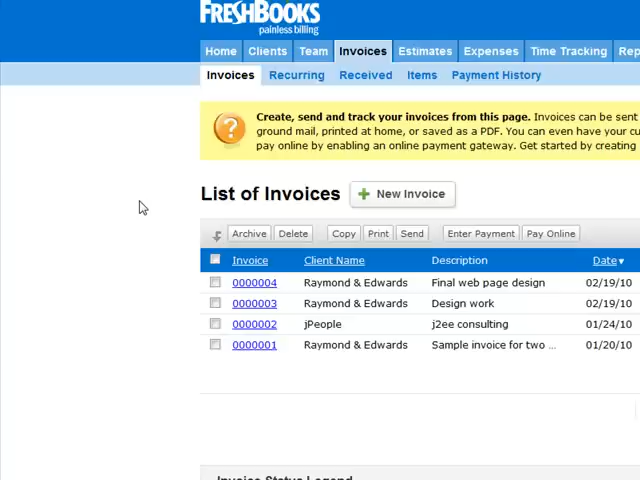 FRESHBOOKS
painless billing
Home Clients Team Invoices Estimates Expenses Time Tracking Rep
Invoices Recurring Received Items Payment History
Create, send and track your invoices from this page. Invoices can be sent
ground mail, printed at home, or saved as a PDF. You can even have your cu
pay online by enabling an online payment gateway. Get started by creating
List of Invoices New Invoice
Archive Delete Copy Print Send Enter Payment Pay Online
Invoice Client Name Description Date
0000004 Raymond & Edwards Final web page design 02/19/10
0000003 Raymond & Edwards Design work 02/19/10
0000002 jPeople j2ee consulting 01/24/10
0000001 Raymond & Edwards Sample invoice for two ... 01/20/10
Invoice Status Legend